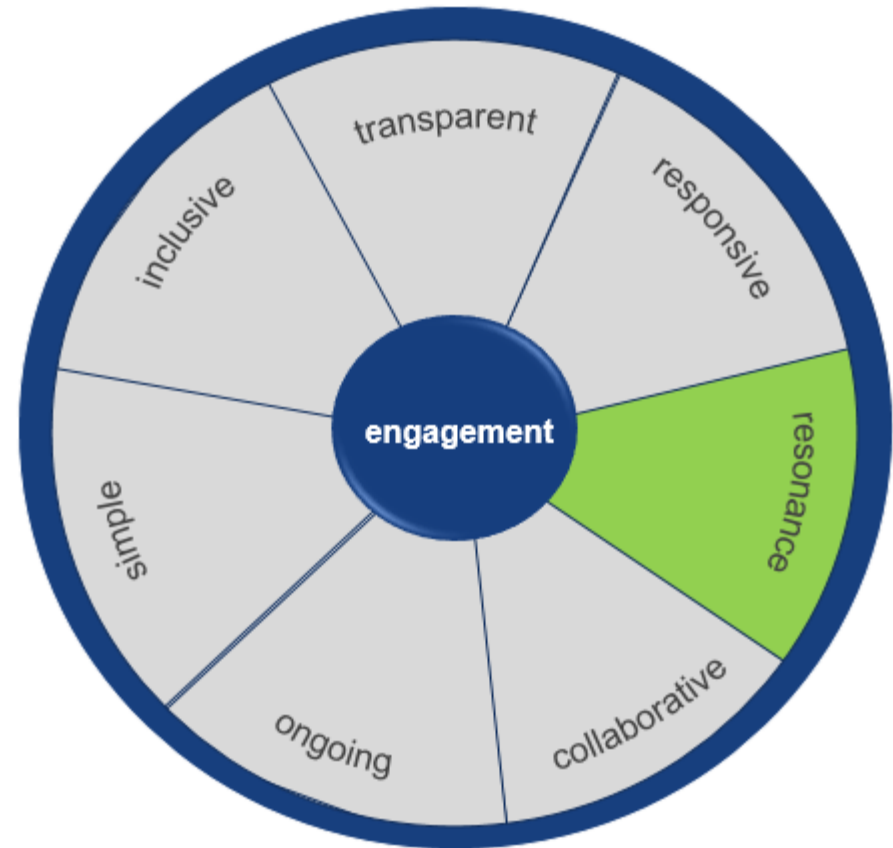 transparent
responsive
resonance
collaborative
ongoing
simple
inclusive
engagement